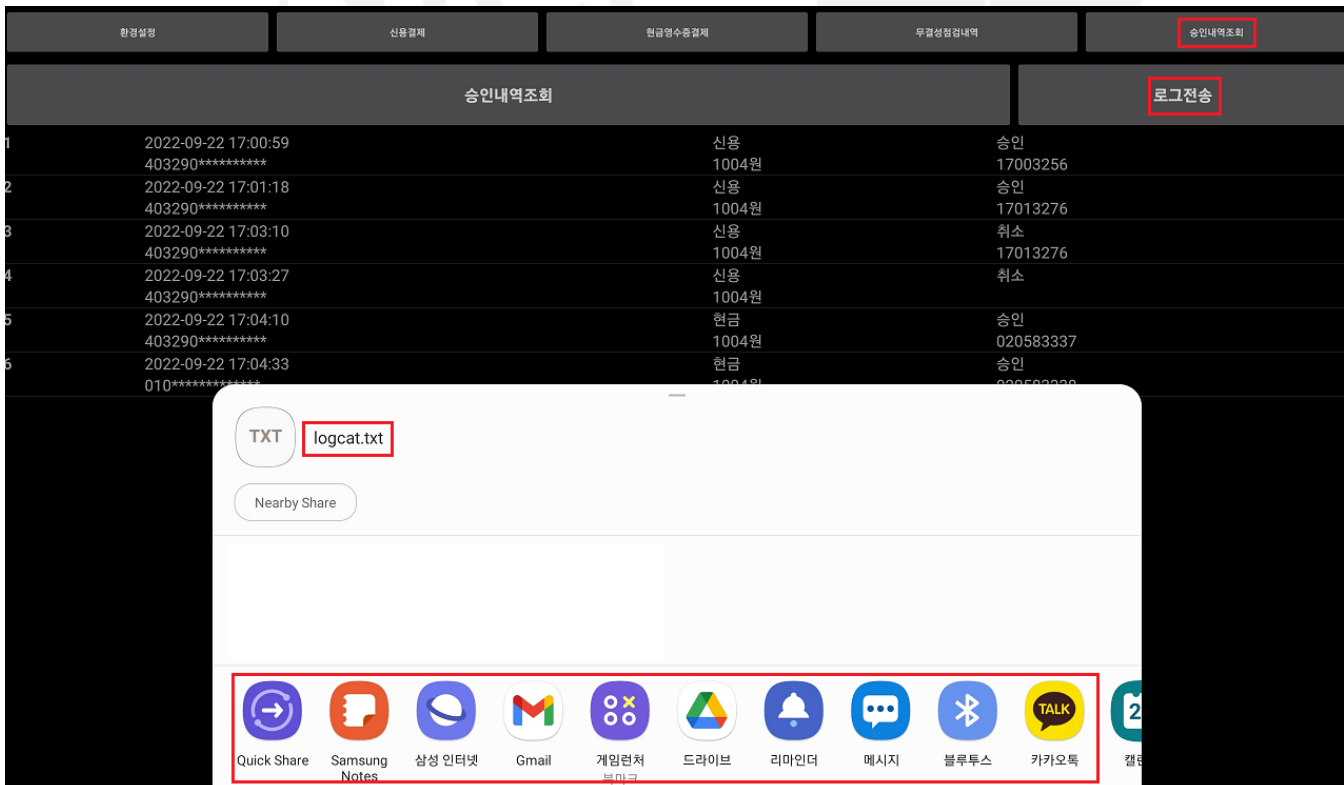 환경설정 신용결제 현금영수증결제 무결성점검내역 승인내역조회
승인내역조회 로그전송
1 2022-09-22 17:00:59 신용 승인
403290********** 1004원 17003256
2 2022-09-22 17:01:18 신용 승인
403290********** 1004원 17013276
3 2022-09-22 17:03:10 신용 취소
403290********** 1004원 17013276
4 2022-09-22 17:03:27 신용 취소
403290********** 1004원
5 2022-09-22 17:04:10 현금 승인
403290********** 1004원 020583337
6 2022-09-22 17:04:33 현금 승인
010*************
TXT logcat.txt
Nearby Share
TALK 2
Quick Share Samsung 삼성 인터넷 Gmail 게임런처 드라이브 리마인더 메시지 블루투스 카카오톡
Notes 북마크